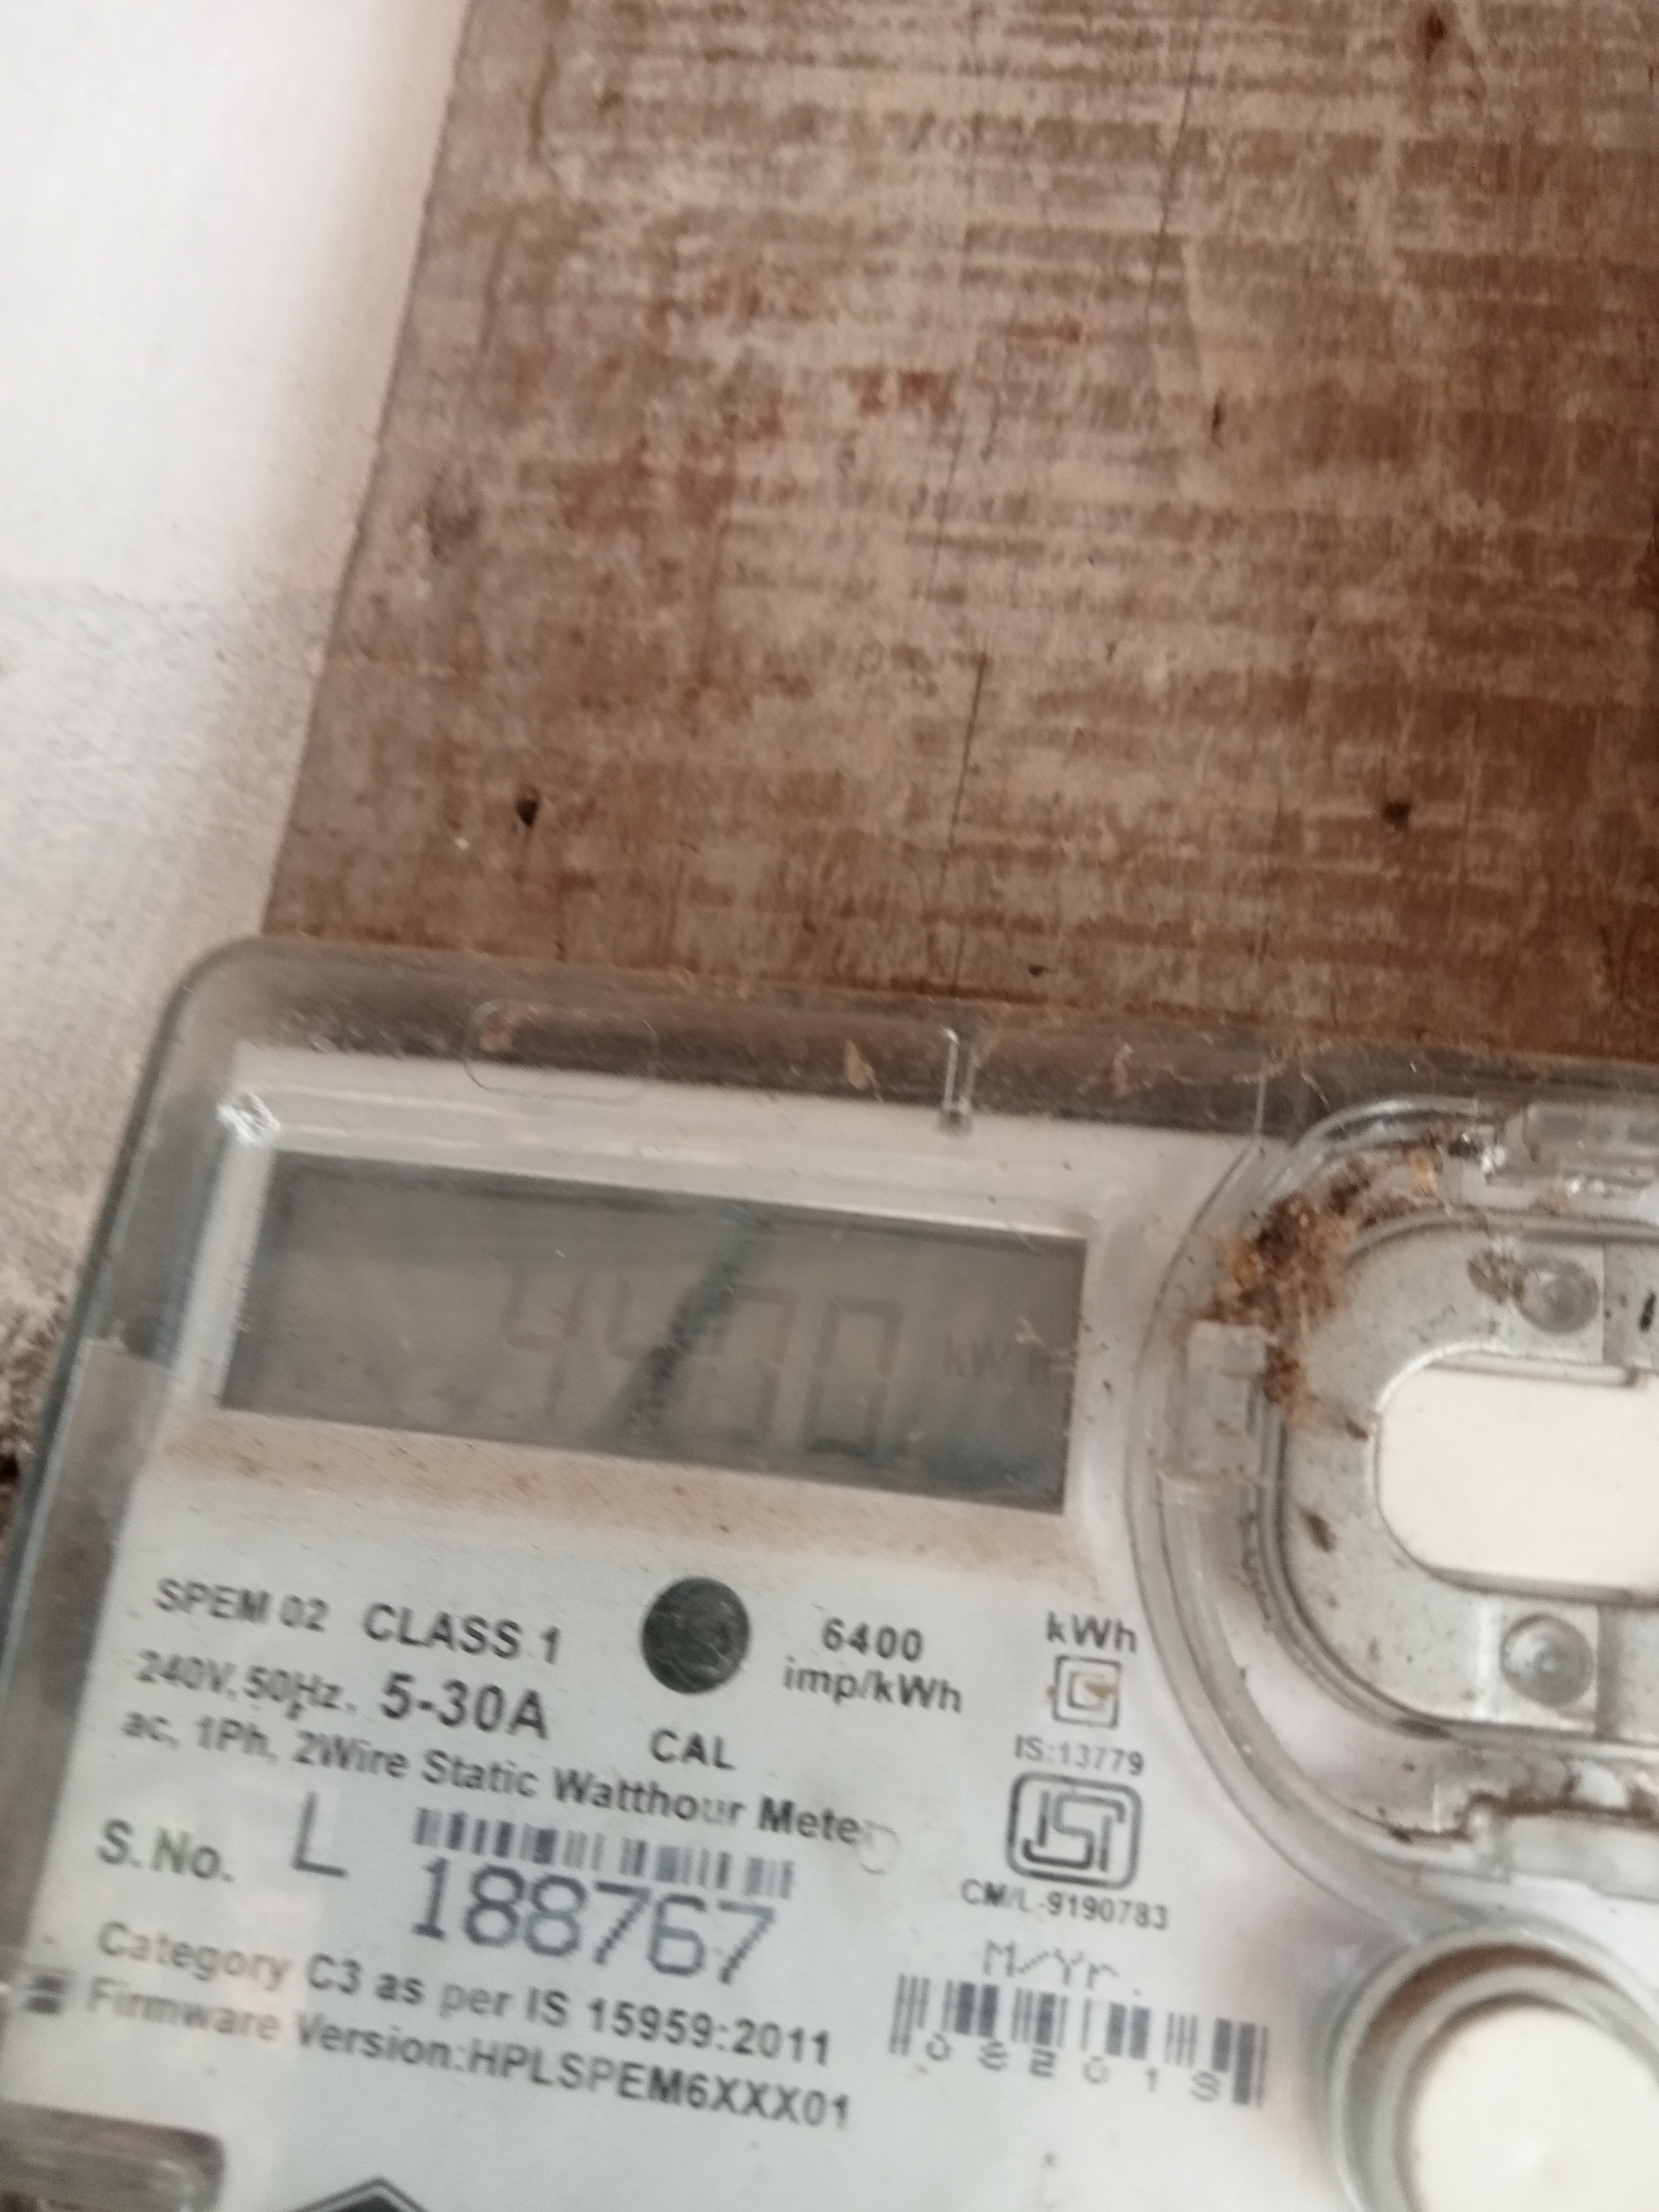 kWh
SPEM 02 CLASS 1
6400
imp/kWh
kWh
240V, 50Hz, 5-30A
CAL
ac, 1Ph, 2Wire Static Watthour Meter
IS:13779
S.No. L 188767
CM/L-9190783
M/Yr.
Category C3 as per IS 15959:2011
Firmware Version:HPLSPEM6XXX01